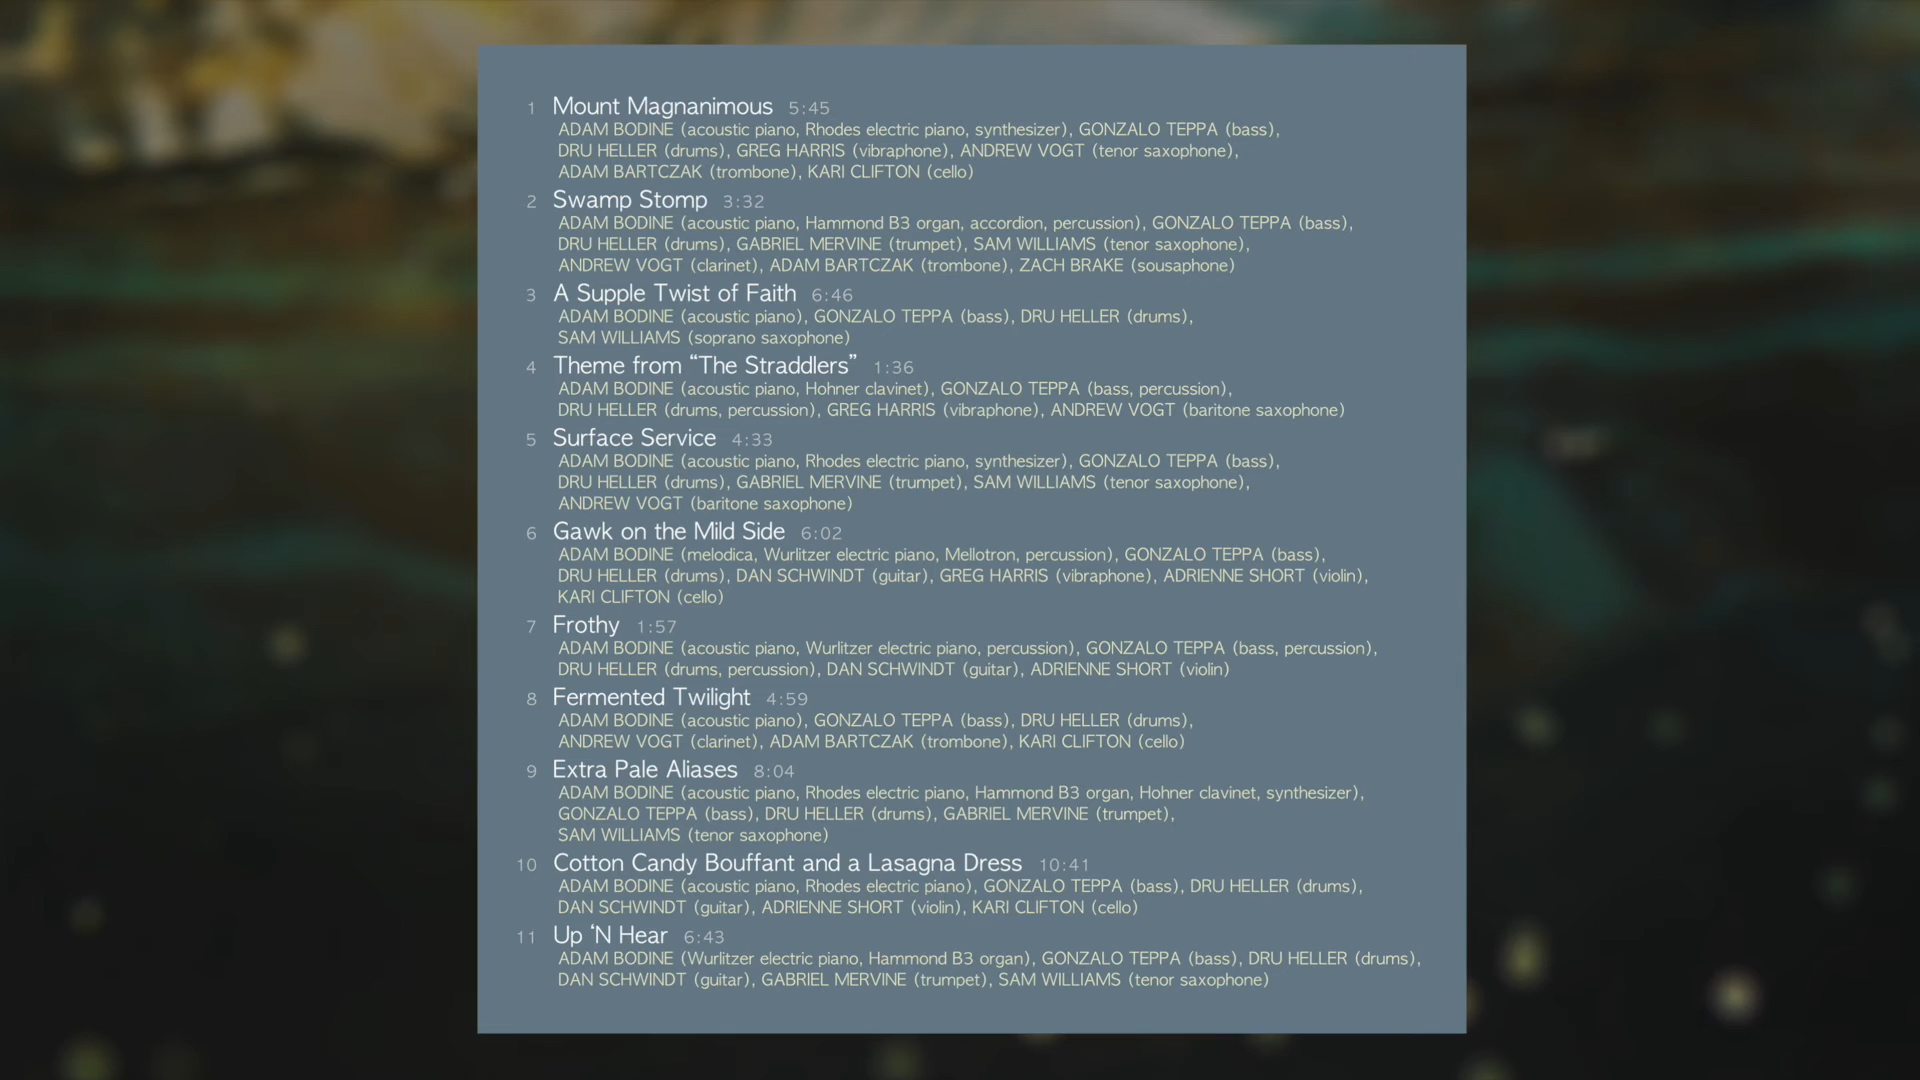 1 Mount Magnanimous 5:45
ADAM BODINE (acoustic piano, Rhodes electric piano, synthesizer), GONZALO TEPPA (bass),
DRU HELLER (drums), GREG HARRIS (vibraphone), ANDREW VOGT (tenor saxophone),
ADAM BARTCZAK (trombone), KARI CLIFTON (cello)
2 Swamp Stomp 3:32
ADAM BODINE (acoustic piano, Hammond B3 organ, accordion, percussion), GONZALO TEPPA (bass),
DRU HELLER (drums), GABRIEL MERVINE (trumpet), SAM WILLIAMS (tenor saxophone),
ANDREW VOGT (clarinet), ADAM BARTCZAK (trombone), ZACH BRAKE (sousaphone)
3 A Supple Twist of Faith 6:46
ADAM BODINE (acoustic piano), GONZALO TEPPA (bass), DRU HELLER (drums),
SAM WILLIAMS (soprano saxophone)
4 Theme from “The Straddlers” 1:36
ADAM BODINE (acoustic piano, Hohner clavinet), GONZALO TEPPA (bass, percussion),
DRU HELLER (drums, percussion), GREG HARRIS (vibraphone), ANDREW VOGT (baritone saxophone)
5 Surface Service 4:33
ADAM BODINE (acoustic piano, Rhodes electric piano, synthesizer), GONZALO TEPPA (bass),
DRU HELLER (drums), GABRIEL MERVINE (trumpet), SAM WILLIAMS (tenor saxophone),
ANDREW VOGT (baritone saxophone)
6 Gawk on the Mild Side 6:02
ADAM BODINE (melodica, Wurlitzer electric piano, Mellotron, percussion), GONZALO TEPPA (bass),
DRU HELLER (drums), DAN SCHWINDT (guitar), GREG HARRIS (vibraphone), ADRIENNE SHORT (violin),
KARI CLIFTON (cello)
7 Frothy 1:57
ADAM BODINE (acoustic piano, Wurlitzer electric piano, percussion), GONZALO TEPPA (bass, percussion),
DRU HELLER (drums, percussion), DAN SCHWINDT (guitar), ADRIENNE SHORT (violin)
8 Fermented Twilight 4:59
ADAM BODINE (acoustic piano), GONZALO TEPPA (bass), DRU HELLER (drums),
ANDREW VOGT (clarinet), ADAM BARTCZAK (trombone), KARI CLIFTON (cello)
9 Extra Pale Aliases 8:04
ADAM BODINE (acoustic piano, Rhodes electric piano, Hammond B3 organ, Hohner clavinet, synthesizer),
GONZALO TEPPA (bass), DRU HELLER (drums), GABRIEL MERVINE (trumpet),
SAM WILLIAMS (tenor saxophone)
10 Cotton Candy Bouffant and a Lasagna Dress 10:41
ADAM BODINE (acoustic piano, Rhodes electric piano), GONZALO TEPPA (bass), DRU HELLER (drums),
DAN SCHWINDT (guitar), ADRIENNE SHORT (violin), KARI CLIFTON (cello)
11 Up ‘N Hear 6:43
ADAM BODINE (Wurlitzer electric piano, Hammond B3 organ), GONZALO TEPPA (bass), DRU HELLER (drums),
DAN SCHWINDT (guitar), GABRIEL MERVINE (trumpet), SAM WILLIAMS (tenor saxophone)